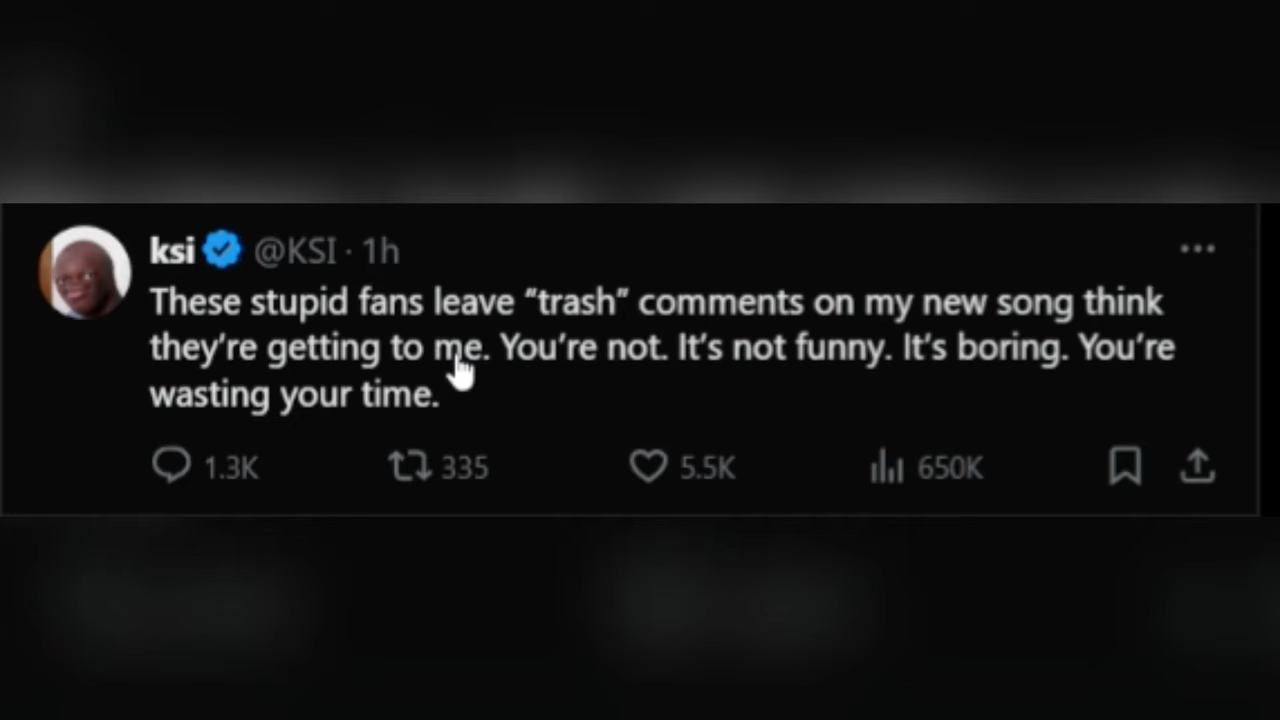 ksi @KSI · 1h
These stupid fans leave “trash” comments on my new song think
they’re getting to me. You’re not. It’s not funny. It’s boring. You’re
wasting your time.
1.3K 335 5.5K 650K